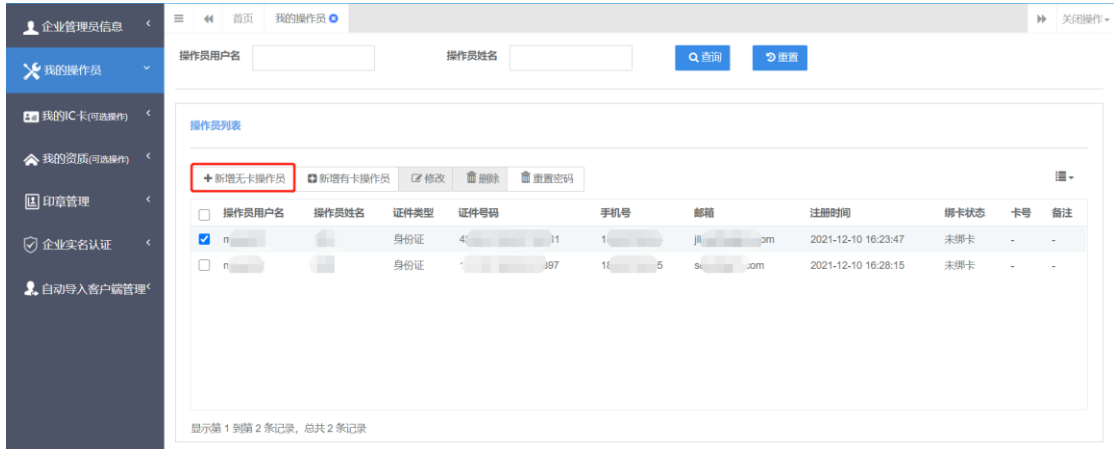 企业管理员信息
我的操作员
我的IC卡(可选操作)
我的资质(可选操作)
印章管理
企业实名认证
自动导入客户端管理
首页 我的操作员
关闭操作
操作员用户名 操作员姓名 查询 重置
操作员列表
新增无卡操作员 新增有卡操作员 修改 删除 重置密码
操作员用户名 操作员姓名 证件类型 证件号码 手机号 邮箱 注册时间 绑卡状态 卡号 备注
身份证 2021-12-10 16:23:47 未绑卡 - -
身份证 2021-12-10 16:28:15 未绑卡 - -
显示第 1 到第 2 条记录，总共 2 条记录